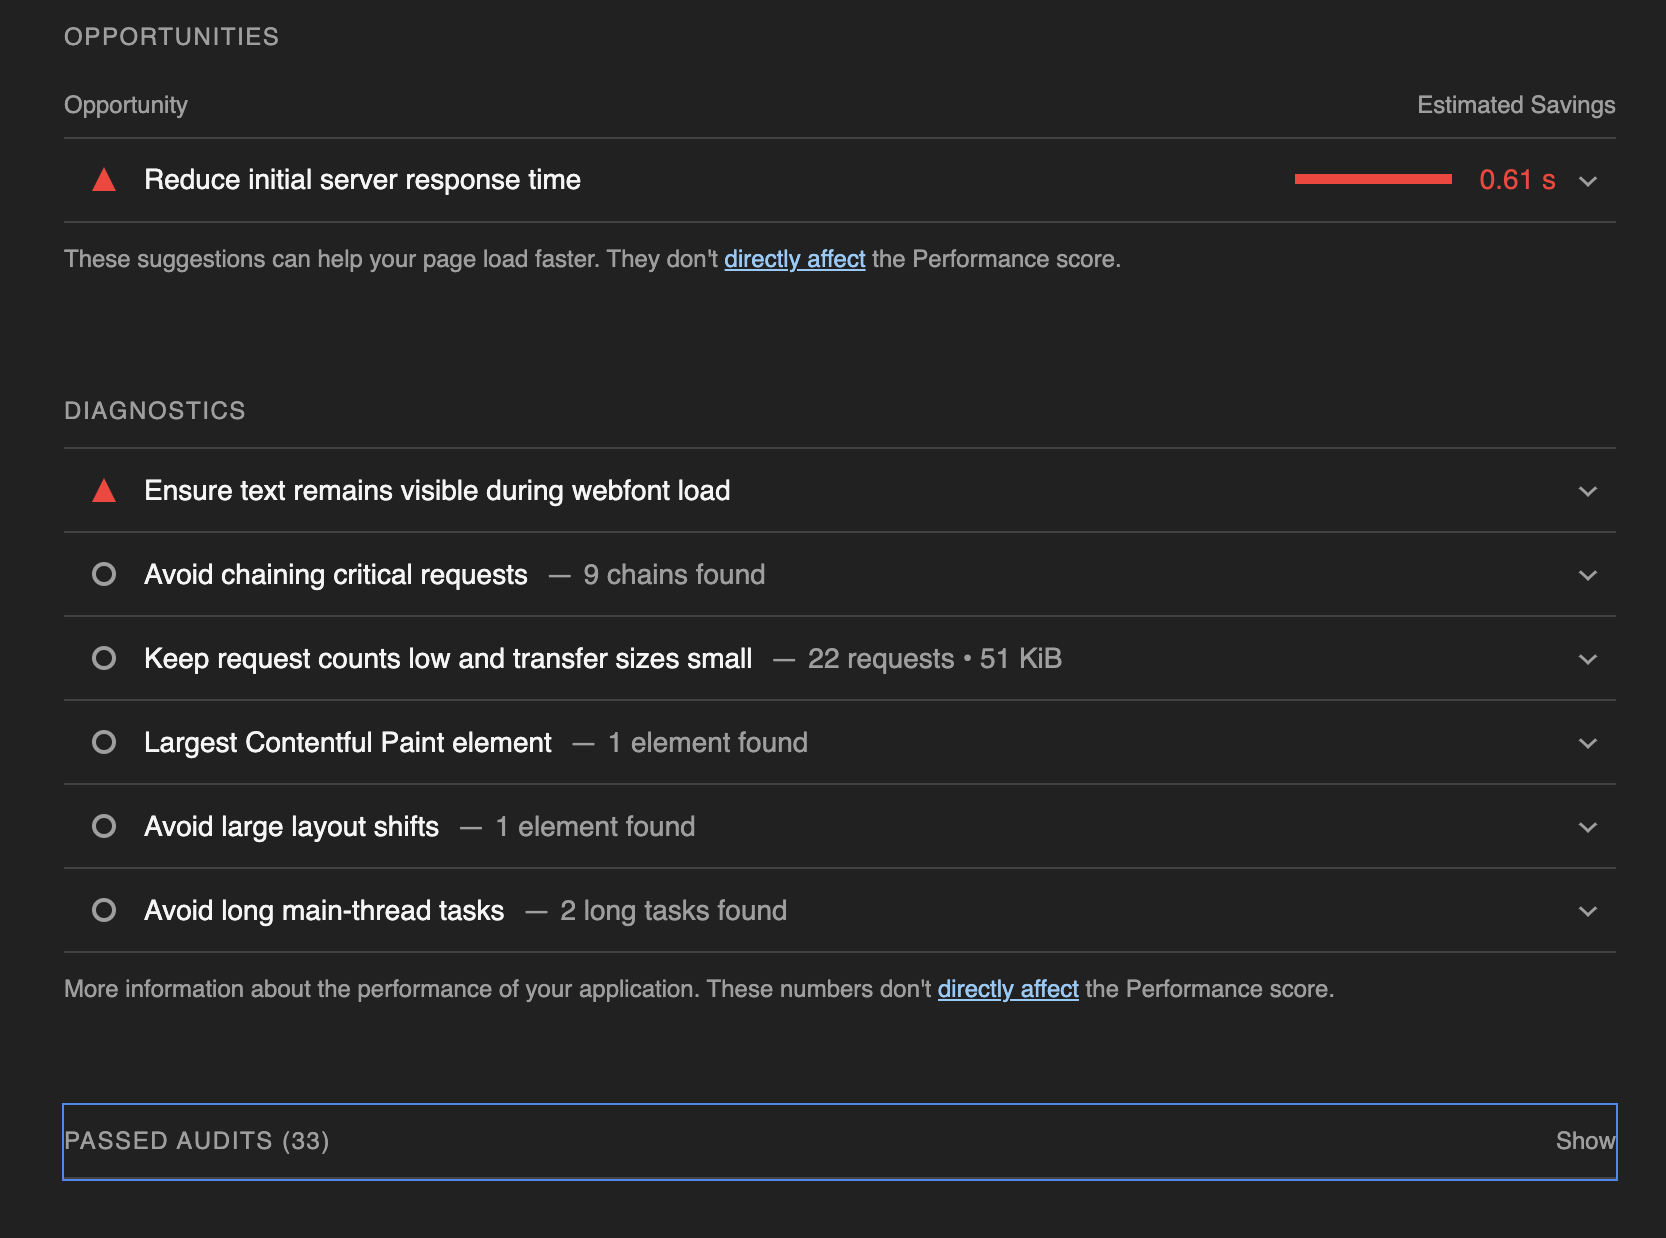 OPPORTUNITIES
Opportunity Estimated Savings
Reduce initial server response time 0.61 s
These suggestions can help your page load faster. They don't directly affect the Performance score.
DIAGNOSTICS
Ensure text remains visible during webfont load
Avoid chaining critical requests — 9 chains found
Keep request counts low and transfer sizes small — 22 requests • 51 KiB
Largest Contentful Paint element — 1 element found
Avoid large layout shifts — 1 element found
Avoid long main-thread tasks — 2 long tasks found
More information about the performance of your application. These numbers don't directly affect the Performance score.
PASSED AUDITS (33) Show